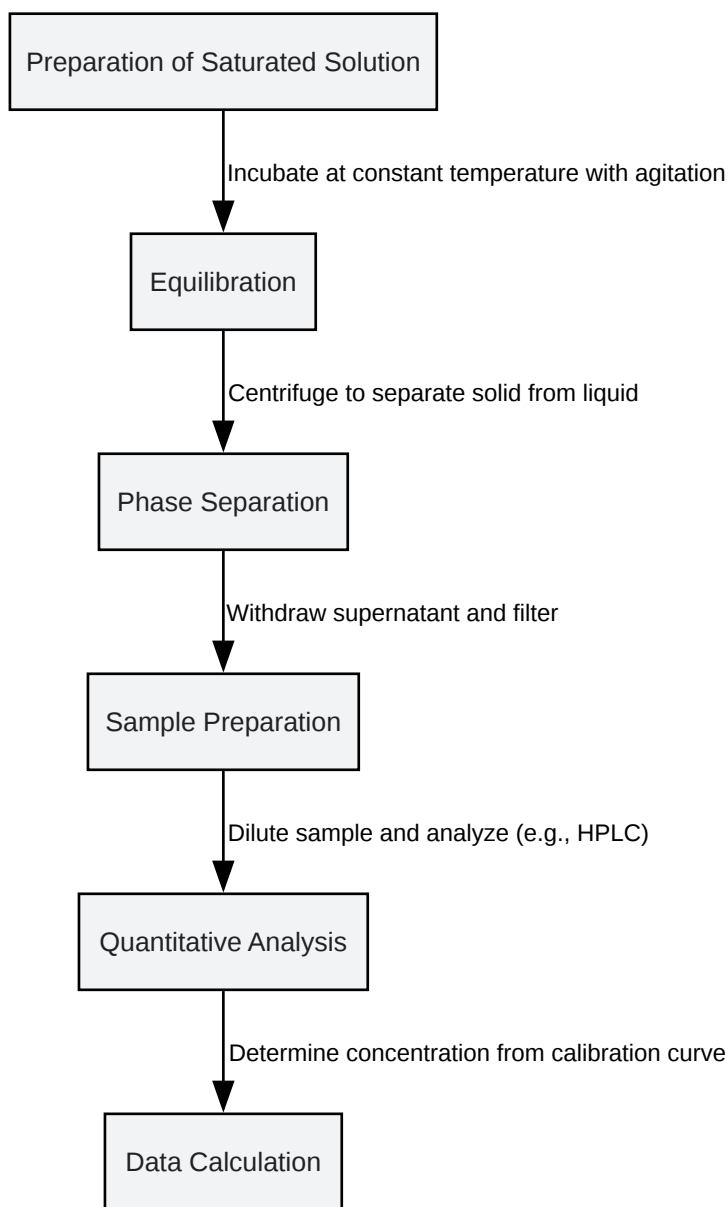 Preparation of Saturated Solution
Incubate at constant temperature with agitation
Equilibration
Centrifuge to separate solid from liquid
Phase Separation
Withdraw supernatant and filter
Sample Preparation
Dilute sample and analyze (e.g., HPLC)
Quantitative Analysis
Determine concentration from calibration curve
Data Calculation